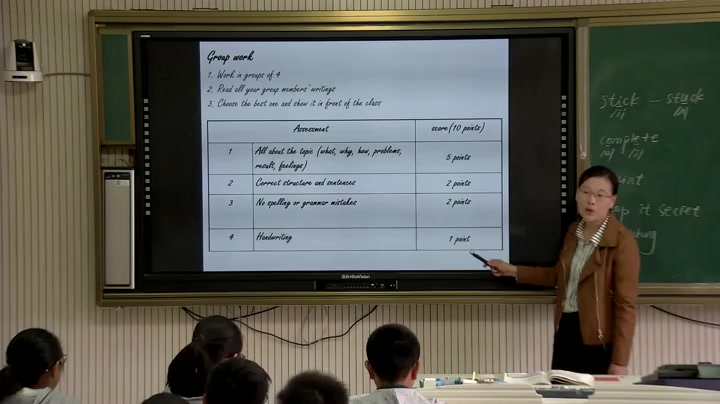 Group work
1. Work in groups of 4
2. Read all your group members' writings
3. Choose the best one and show it in front of the class
Assessment score(10 points)
1 All about the topic (what, why, how, problems, result, feelings) 5 points
2 Correct structure and sentences 2 points
3 No spelling or grammar mistakes 2 points
4 Handwriting 1 point
stick - stuck
complete
it secret